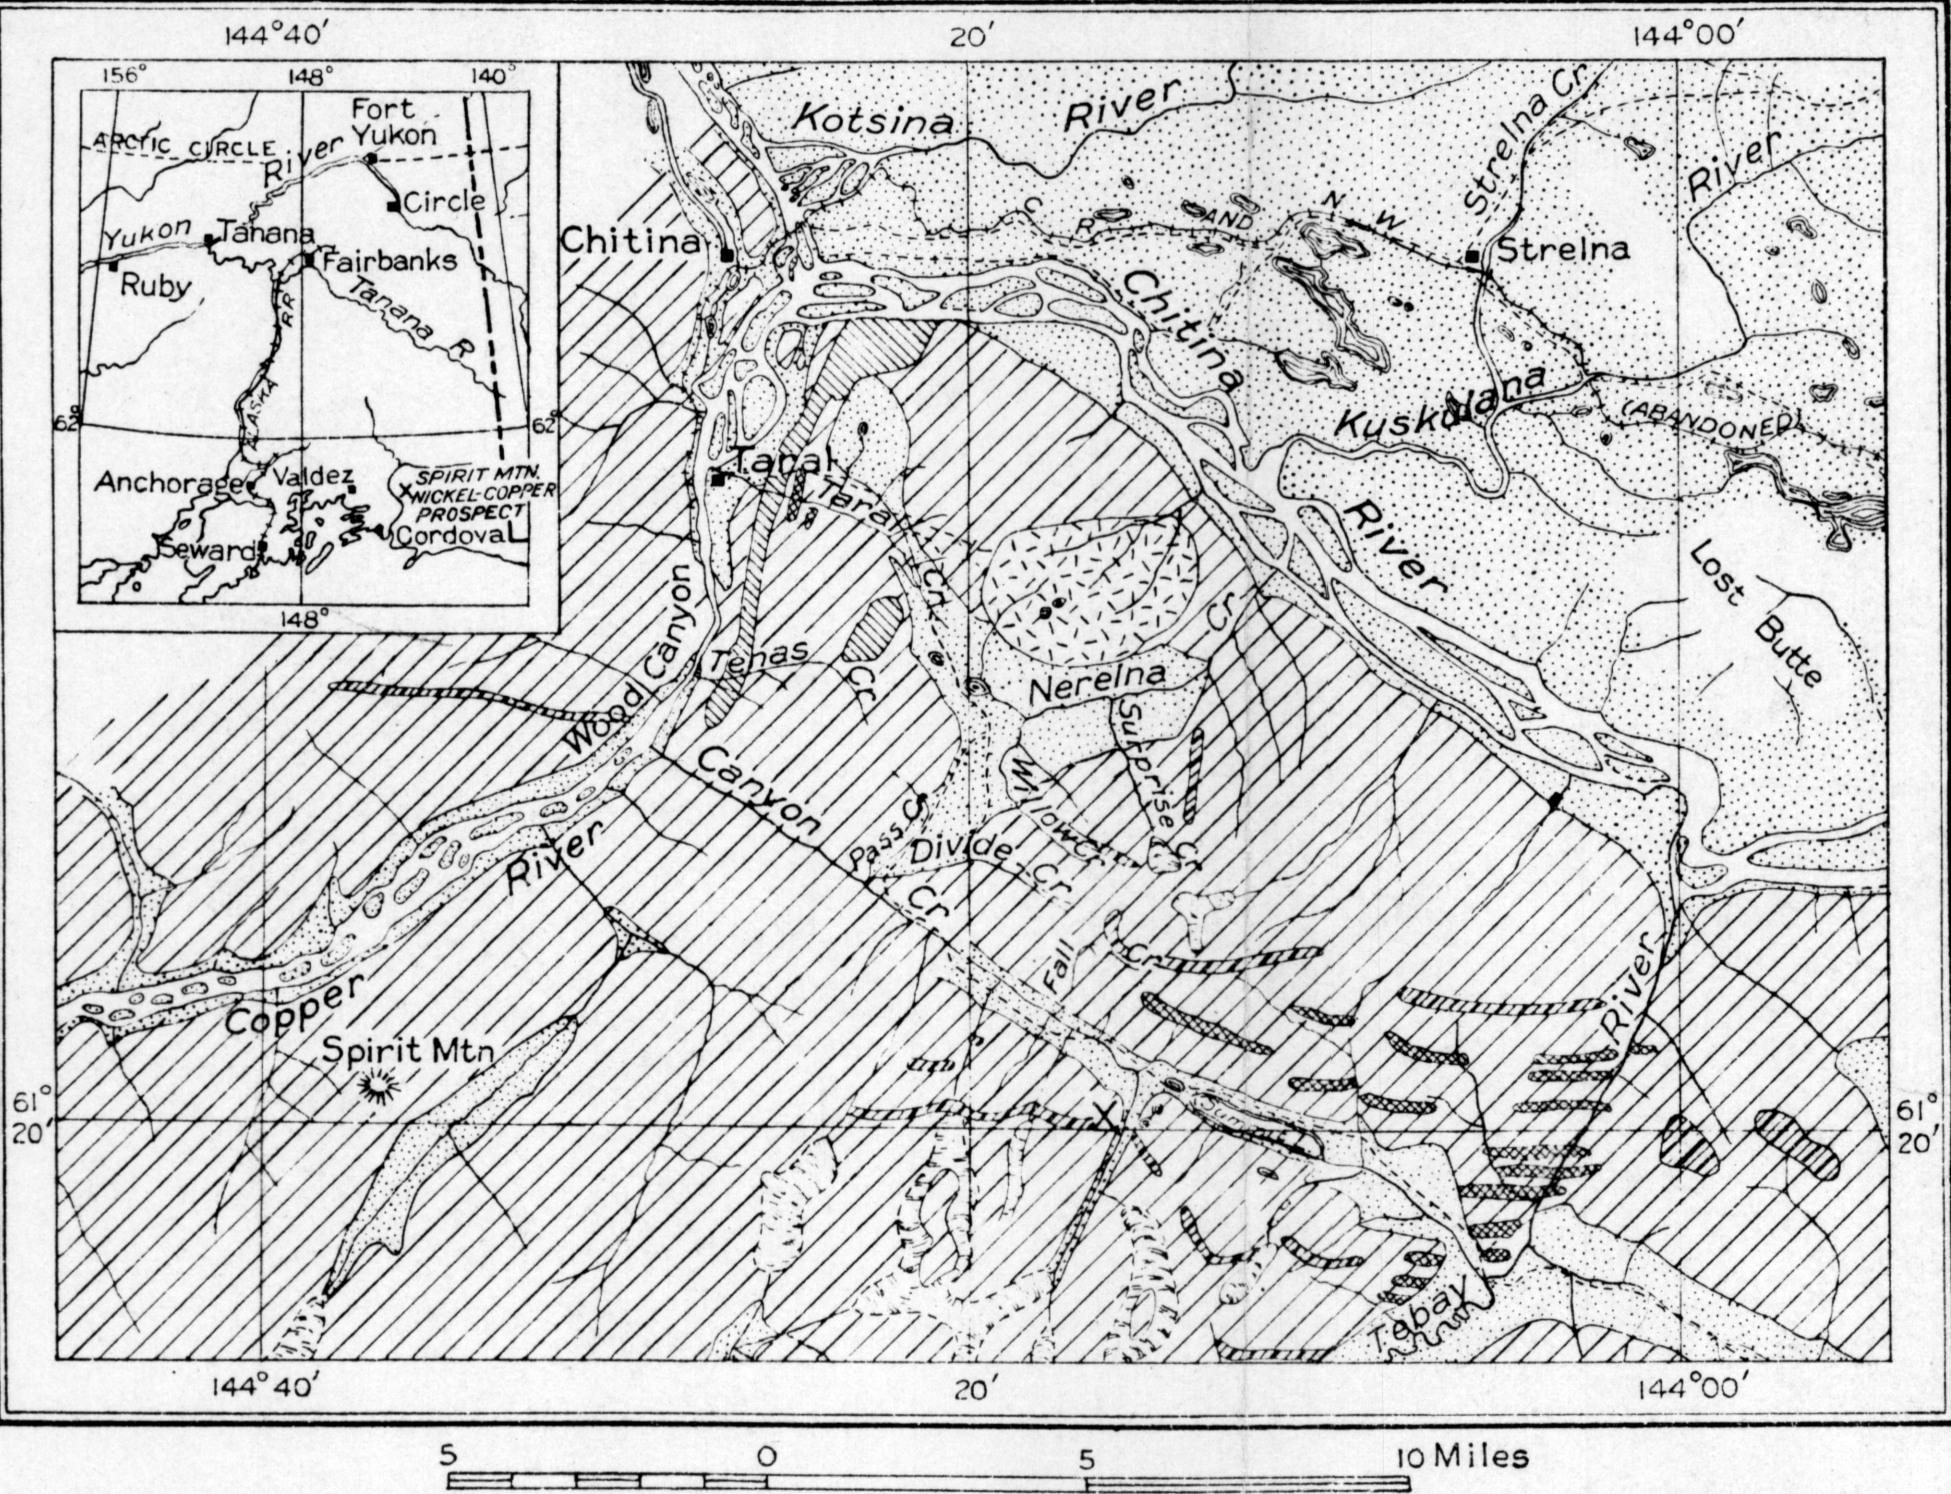 144°40′
20′
144°00′
156°
148°
140°
Fort
Yukon
ARCTIC CIRCLE
River
Circle
Yukon
Tanana
Fairbanks
Ruby
Tanana R
RR
ALASKA
62°
62°
Anchorage
Valdez
SPIRIT MTN.
NICKEL-COPPER
PROSPECT
X
Cordova
Seward
148°
Kotsina River
Strelna Cr
River
C R AND N W
Chitina
Strelna
Chitina
River
Kuskulana
(ABANDONED)
Taral
Taral
Cr.
Lost
Butte
Wood Canyon
Tenas
Cr
Cr
Nerelna
Surprise
Cr
Canyon
Willow Cr
Pass C
Divide Cr
Cr
River
Fall
Cr
Copper
River
Spirit Mtn
X
61°
20′
61°
20′
Tebay
144°40′
20′
144°00′
5 0 5 10 Miles